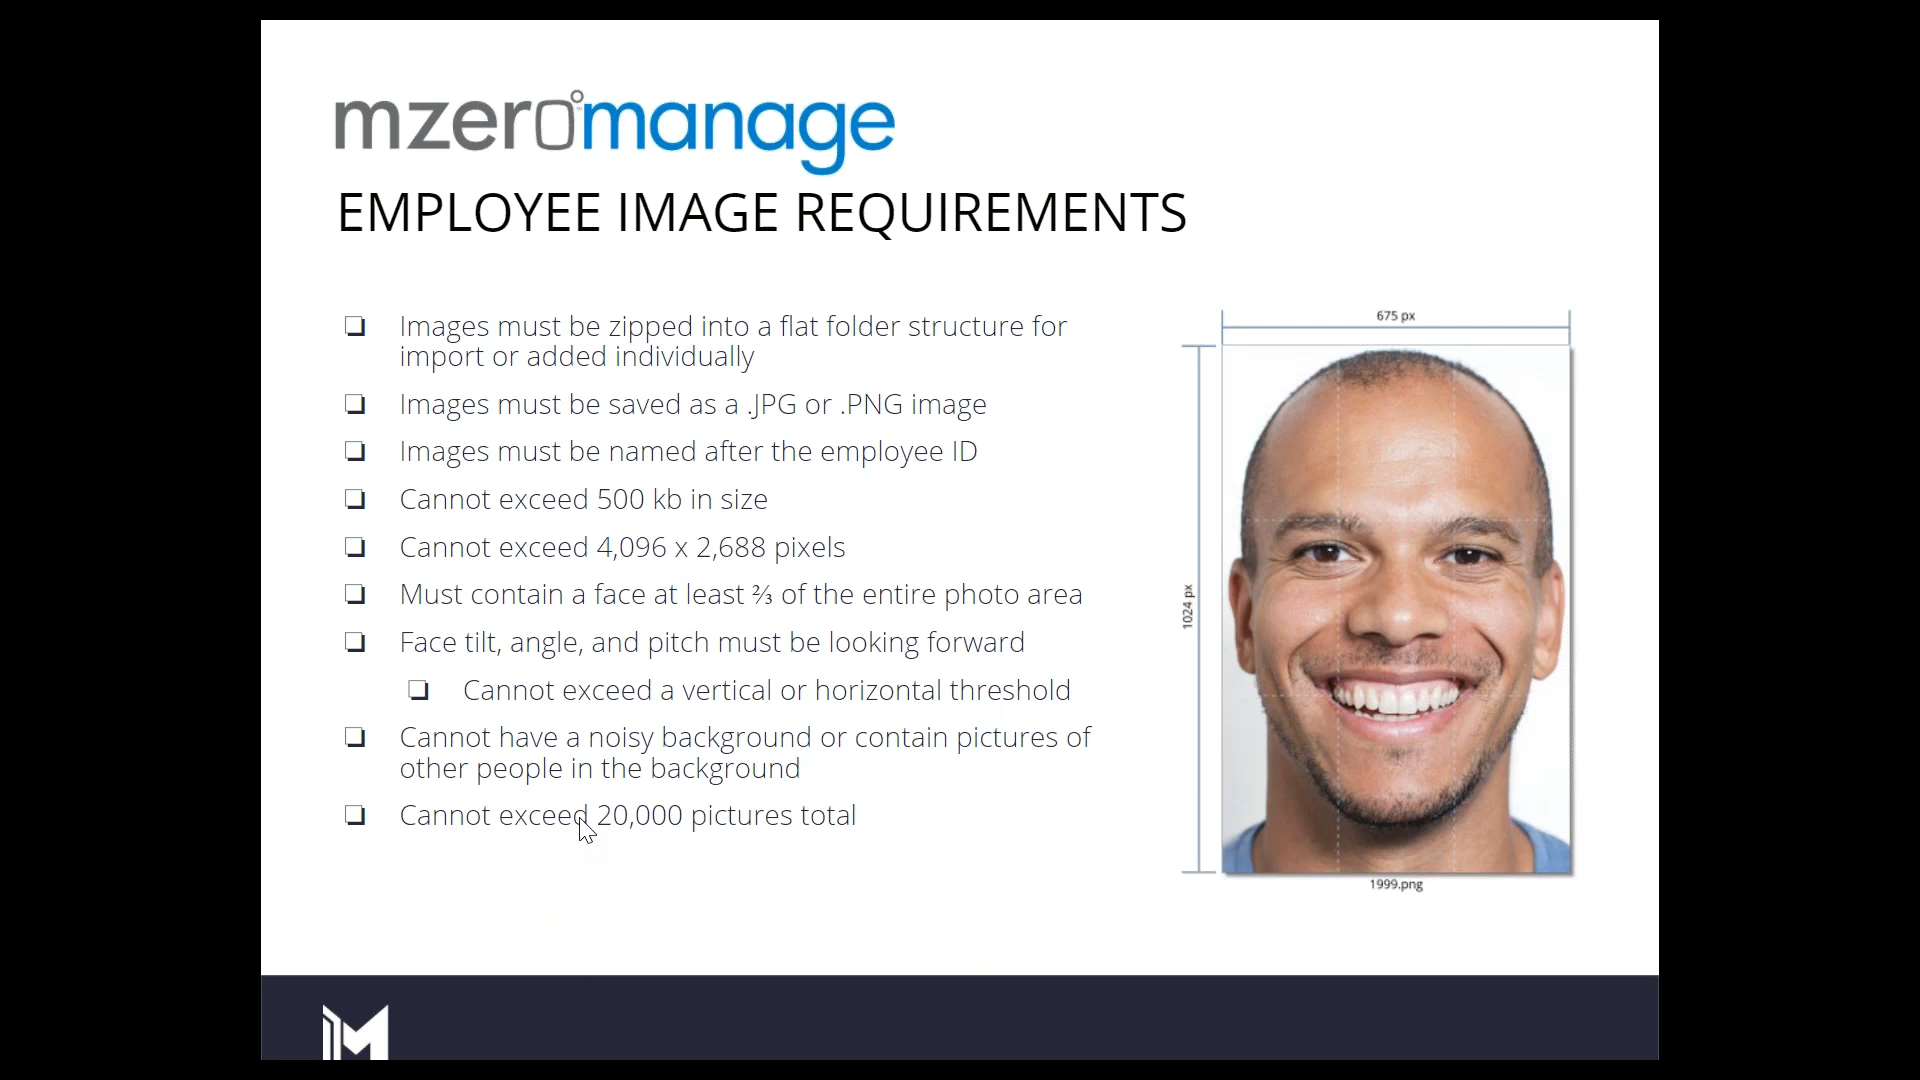 mzero°manage
EMPLOYEE IMAGE REQUIREMENTS
❏ Images must be zipped into a flat folder structure for
import or added individually
❏ Images must be saved as a .JPG or .PNG image
❏ Images must be named after the employee ID
❏ Cannot exceed 500 kb in size
❏ Cannot exceed 4,096 x 2,688 pixels
❏ Must contain a face at least ⅔ of the entire photo area
❏ Face tilt, angle, and pitch must be looking forward
❏ Cannot exceed a vertical or horizontal threshold
❏ Cannot have a noisy background or contain pictures of
other people in the background
❏ Cannot exceed 20,000 pictures total
675 px
1024 px
1999.png